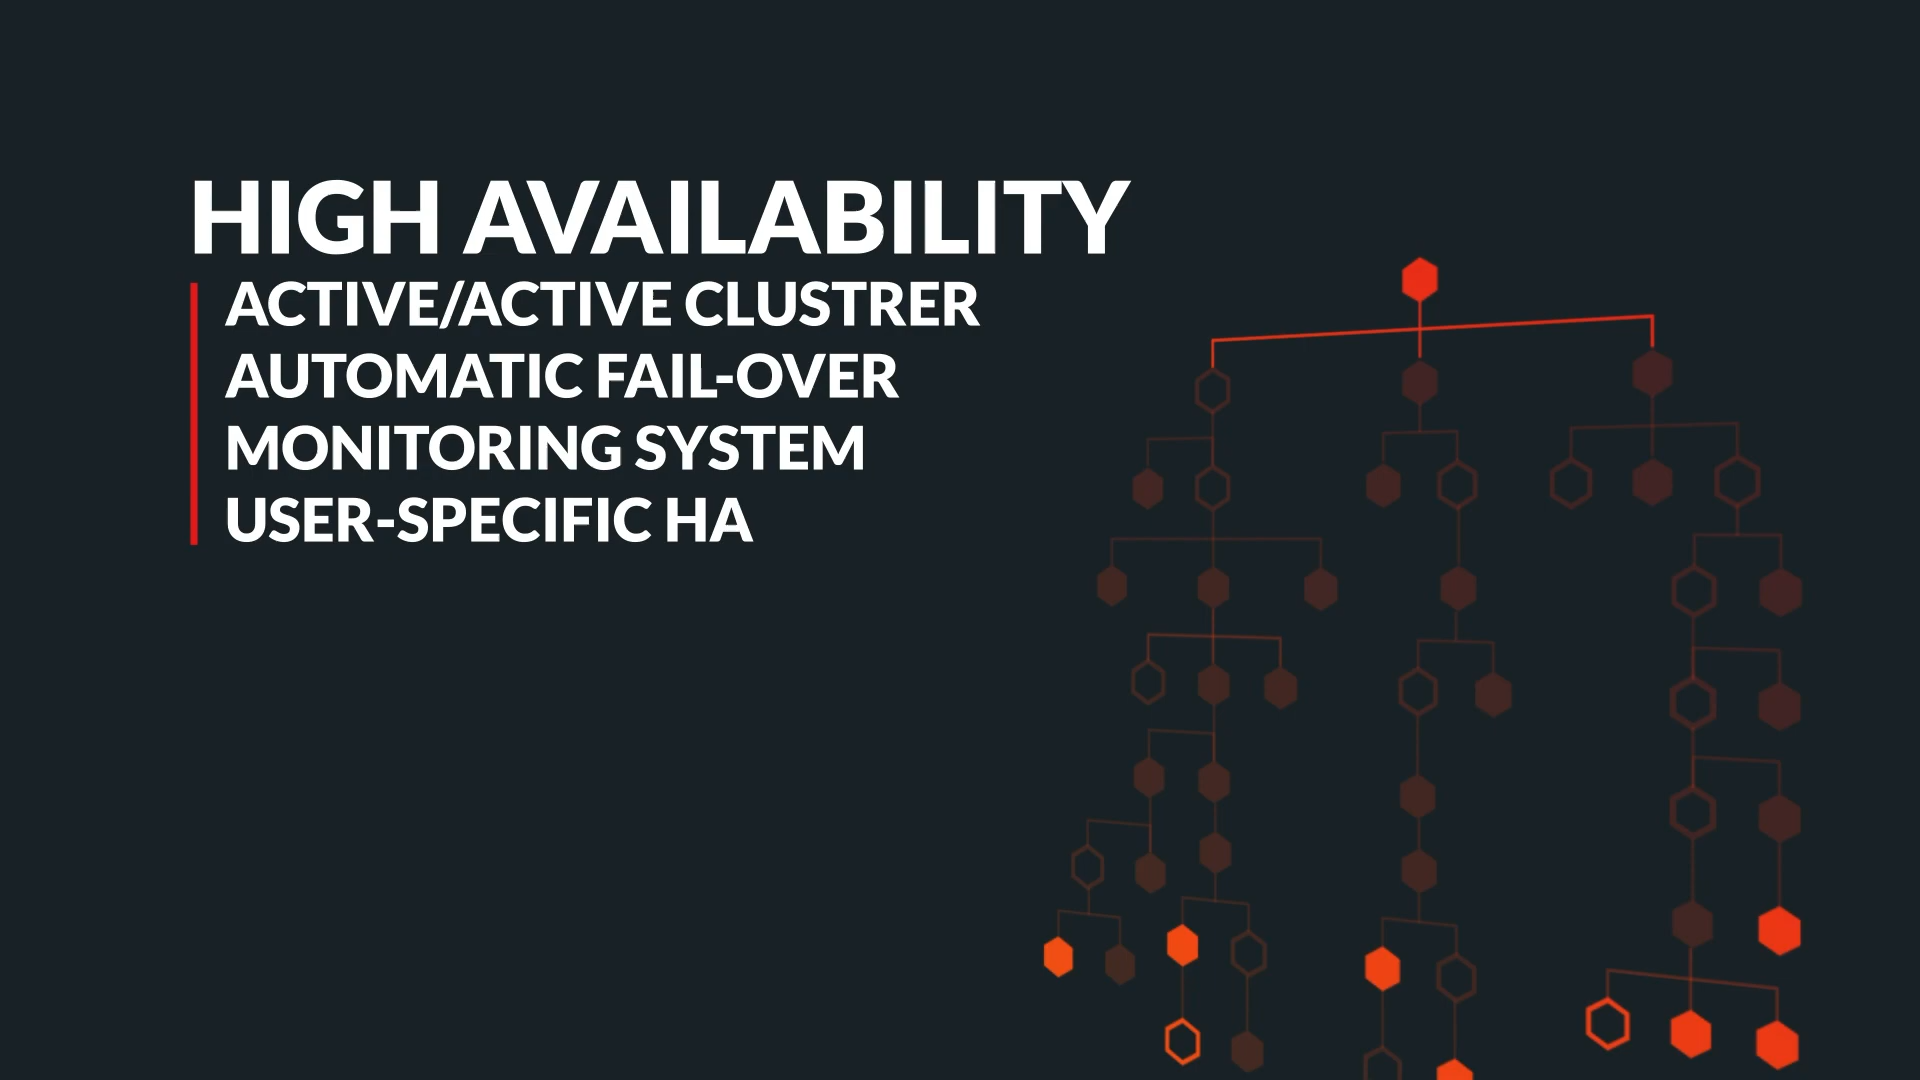 HIGH AVAILABILITY
ACTIVE/ACTIVE CLUSTRER
AUTOMATIC FAIL-OVER
MONITORING SYSTEM
USER-SPECIFIC HA